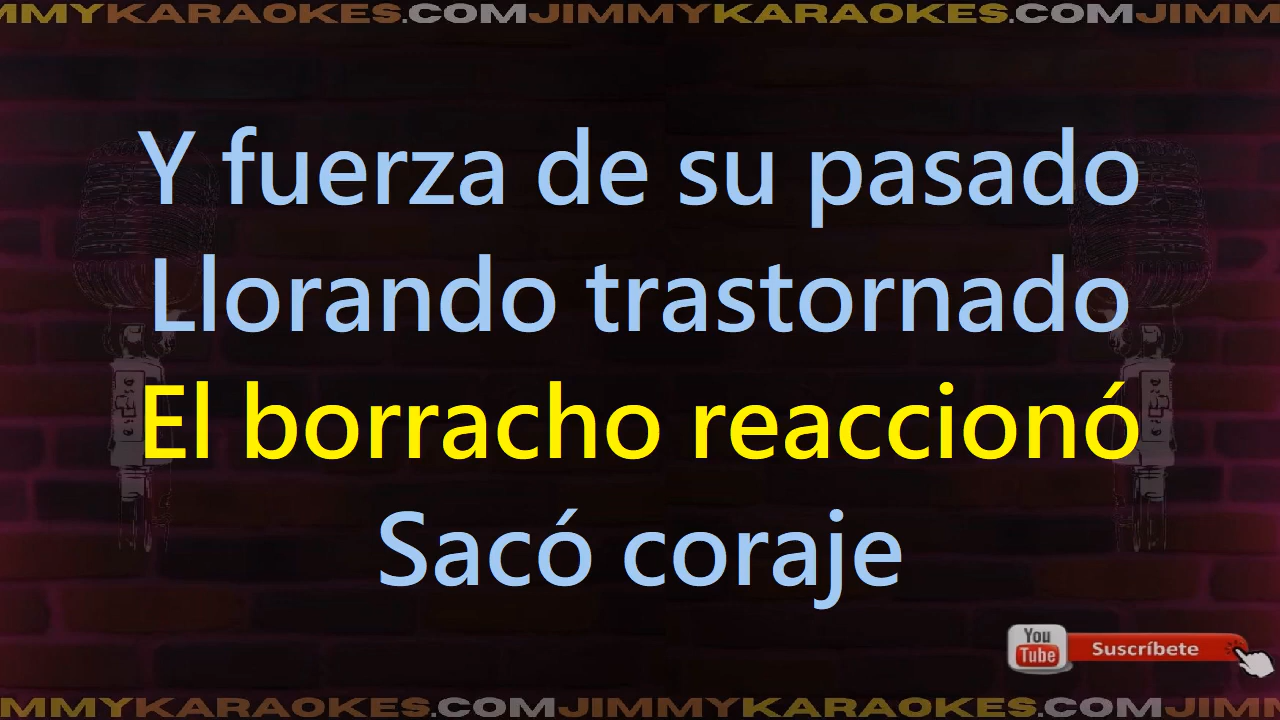 MMYKARAOKES.COMJIMMYKARAOKES.COMJIMM
Y fuerza de su pasado
Llorando trastornado
El borracho reaccionó
Sacó coraje
You
Tube
Suscríbete
MMYKARAOKES.COMJIMMYKARAOKES.COMJIMM